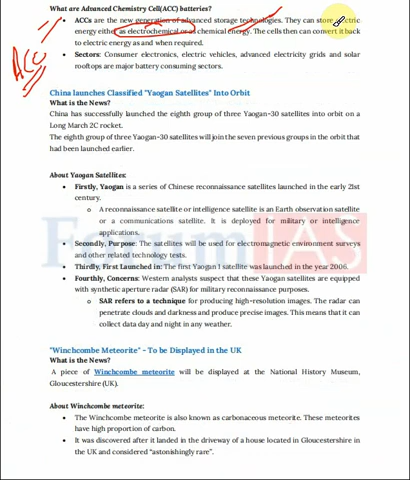 What are Advanced Chemistry Cell(ACC) batteries?
• ACCs are the new generation of advanced storage technologies. They can store electric
energy either as electrochemical or as chemical energy. The cells then can convert it back
to electric energy as and when required.
ACC
• Sectors: Consumer electronics, electric vehicles, advanced electricity grids and solar
rooftops are major battery consuming sectors.
China launches Classified "Yaogan Satellites" Into Orbit
What is the News?
China has successfully launched the eighth group of three Yaogan-30 satellites into orbit on a
Long March 2C rocket.
The eighth group of three Yaogan-30 satellites will join the seven previous groups in the orbit that
had been launched earlier.
About Yaogan Satellites:
• Firstly, Yaogan is a series of Chinese reconnaissance satellites launched in the early 21st
century.
o A reconnaissance satellite or intelligence satellite is an Earth observation satellite
or a communications satellite. It is deployed for military or intelligence
applications.
• Secondly, Purpose: The satellites will be used for electromagnetic environment surveys
and other related technology tests.
• Thirdly, First Launched in: The first Yaogan 1 satellite was launched in the year 2006.
• Fourthly, Concerns: Western analysts suspect that these Yaogan satellites are equipped
with synthetic aperture radar (SAR) for military reconnaissance purposes.
o SAR refers to a technique for producing high-resolution images. The radar can
penetrate clouds and darkness and produce precise images. This means that it can
collect data day and night in any weather.
Forum IAS
"Winchcombe Meteorite" - To be Displayed in the UK
What is the News?
A piece of Winchcombe meteorite will be displayed at the National History Museum,
Gloucestershire (UK).
About Winchcombe meteorite:
• The Winchcombe meteorite is also known as carbonaceous meteorite. These meteorites
have high proportion of carbon.
• It was discovered after it landed in the driveway of a house located in Gloucestershire in
the UK and considered "astonishingly rare".